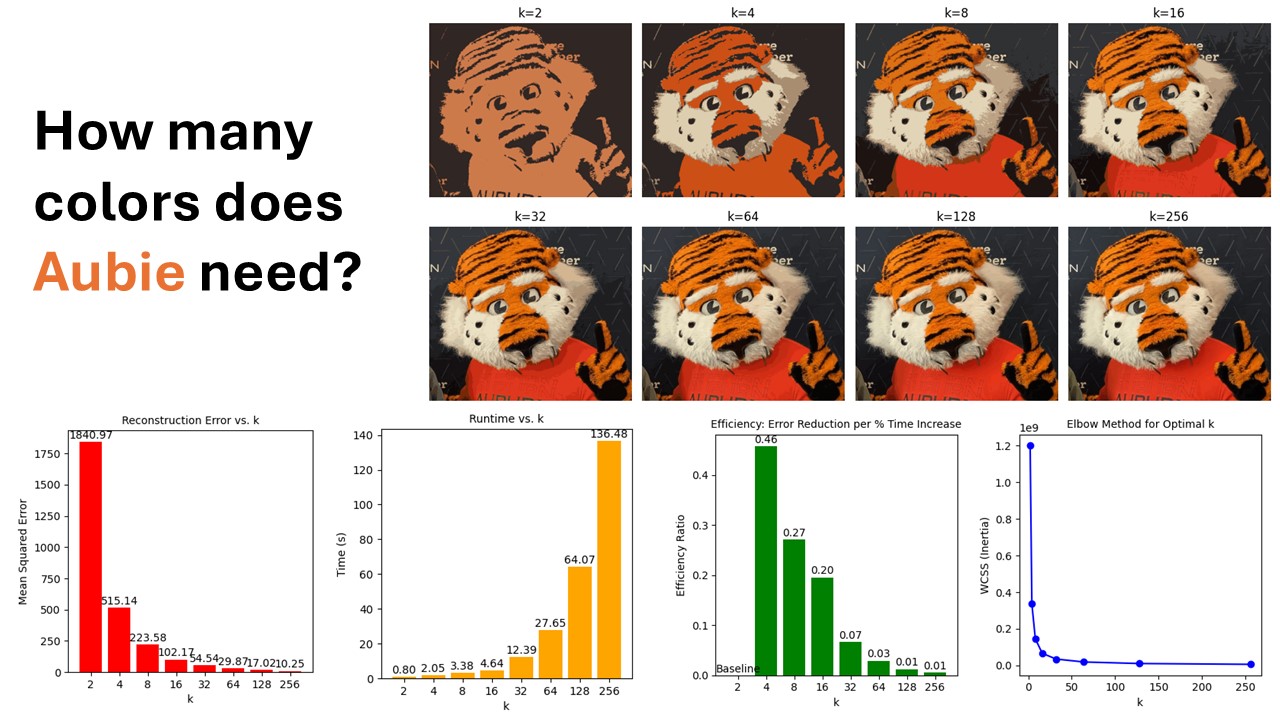 How many
colors does
Aubie need?
k=2
k=4
k=8
k=16
k=32
k=64
k=128
k=256
Reconstruction Error vs. k
Mean Squared Error
1750
1500
1250
1000
750
500
250
0
1840.97
515.14
223.58
102.17
54.54
29.87
17.02
10.25
2 4 8 16 32 64 128 256
k
Runtime vs. k
Time (s)
140
120
100
80
60
40
20
0
0.80
2.05
3.38
4.64
12.39
27.65
64.07
136.48
2 4 8 16 32 64 128 256
k
Efficiency: Error Reduction per % Time Increase
Efficiency Ratio
0.4
0.3
0.2
0.1
0.0
Baseline
0.46
0.27
0.20
0.07
0.03
0.01
0.01
2 4 8 16 32 64 128 256
k
Elbow Method for Optimal k
1e9
WCSS (Inertia)
1.2
1.0
0.8
0.6
0.4
0.2
0.0
0 50 100 150 200 250
k